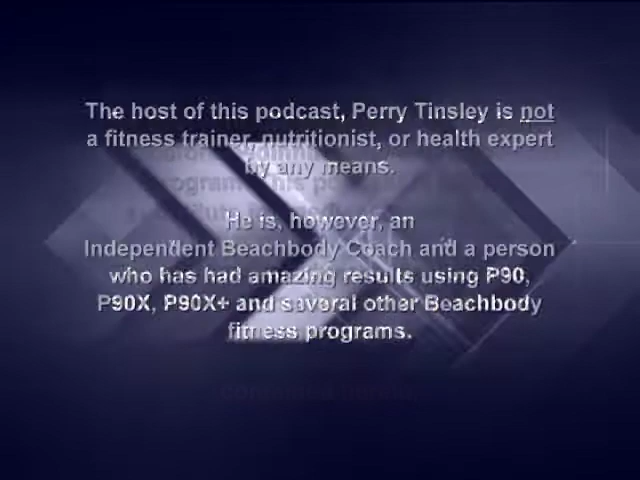 The host of this podcast, Perry Tinsley is not
a fitness trainer, nutritionist, or health expert
by any means.
He is, however, an
Independent Beachbody Coach and a person
who has had amazing results using P90,
P90X, P90X+ and several other Beachbody
fitness programs.